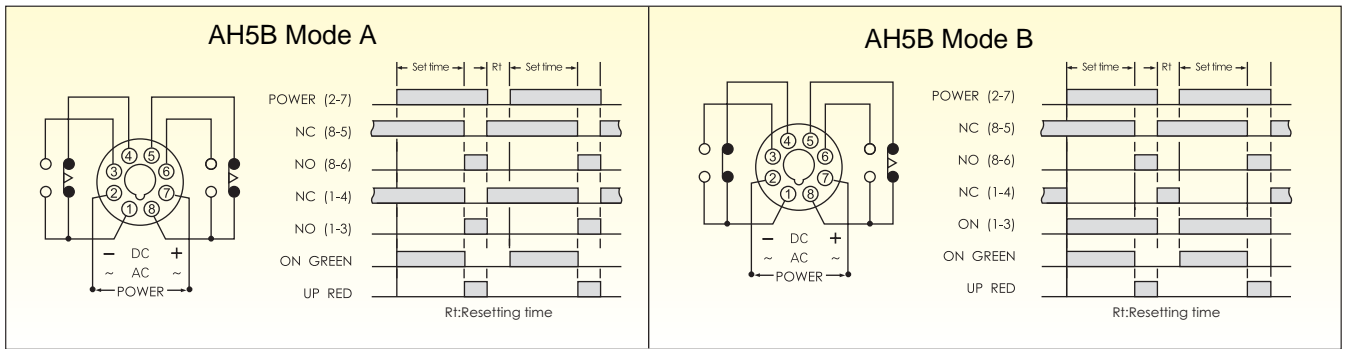 AH5B Mode A
Set time Rt Set time
POWER (2-7)
NC (8-5)
NO (8-6)
NC (1-4)
NO (1-3)
ON GREEN
UP RED
Rt:Resetting time
4 5
3 6
2 7
1 8
− DC +
~ AC ~
POWER
AH5B Mode B
Set time Rt Set time
POWER (2-7)
NC (8-5)
NO (8-6)
NC (1-4)
ON (1-3)
ON GREEN
UP RED
Rt:Resetting time
4 5
3 6
2 7
1 8
− DC +
~ AC ~
POWER